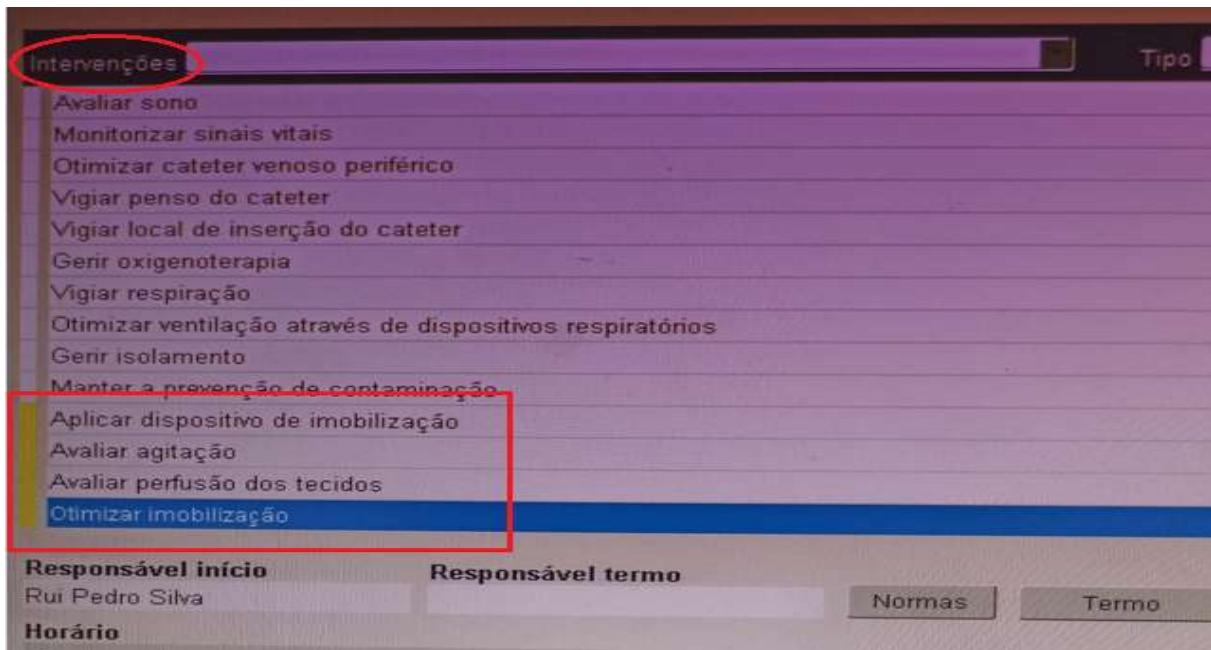 Intervenções Tipo
Avaliar sono
Monitorizar sinais vitais
Otimizar cateter venoso periférico
Vigiar penso do cateter
Vigiar local de inserção do cateter
Gerir oxigenoterapia
Vigiar respiração
Otimizar ventilação através de dispositivos respiratórios
Gerir isolamento
Manter a prevenção de contaminação
Aplicar dispositivo de imobilização
Avaliar agitação
Avaliar perfusão dos tecidos
Otimizar imobilização
Responsável início Responsável termo
Rui Pedro Silva Normas Termo
Horário